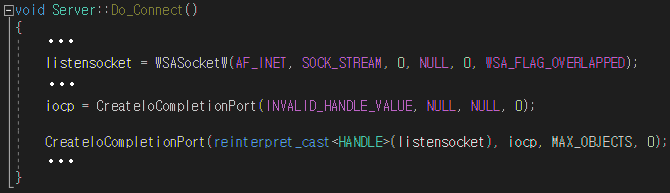 void Server::Do_Connect()
{
...
listensocket = WSASocketW(AF_INET, SOCK_STREAM, 0, NULL, 0, WSA_FLAG_OVERLAPPED);
...
iocp = CreateIoCompletionPort(INVALID_HANDLE_VALUE, NULL, NULL, 0);
CreateIoCompletionPort(reinterpret_cast<HANDLE>(listensocket), iocp, MAX_OBJECTS, 0);
...
}